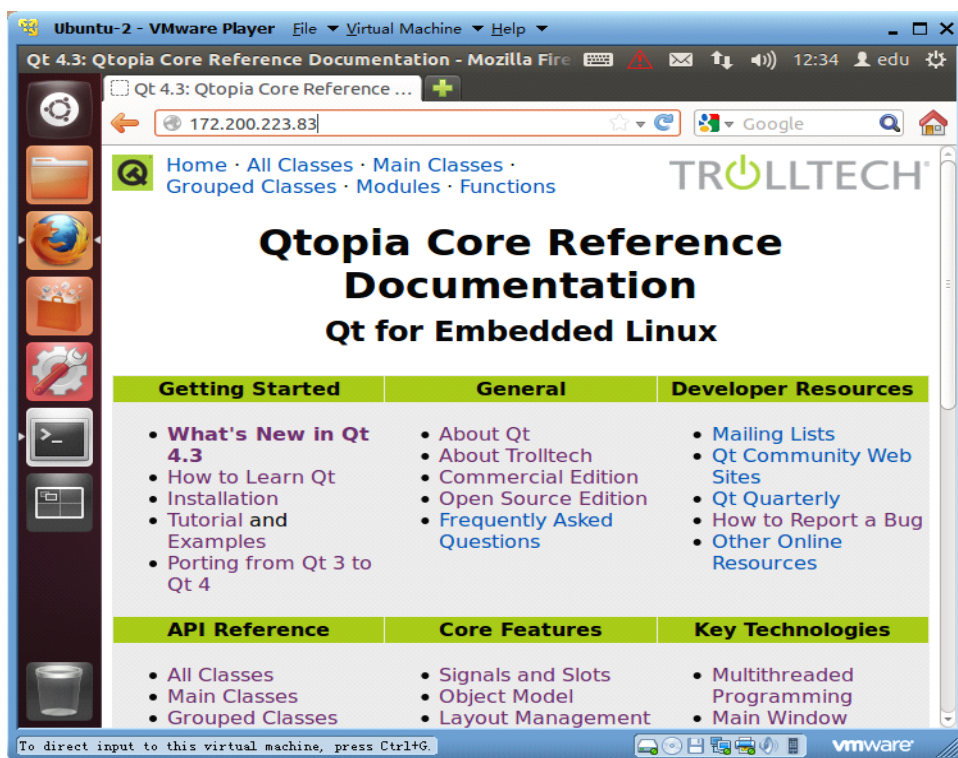 Ubuntu-2 - VMware Player File Virtual Machine Help
Qt 4.3: Qtopia Core Reference Documentation - Mozilla Fire 12:34 edu
Qt 4.3: Qtopia Core Reference ...
172.200.223.83 Google
Home · All Classes · Main Classes ·
Grouped Classes · Modules · Functions
TROLLTECH
Qtopia Core Reference
Documentation
Qt for Embedded Linux
Getting Started
What's New in Qt
4.3
How to Learn Qt
Installation
Tutorial and
Examples
Porting from Qt 3 to
Qt 4
General
About Qt
About Trolltech
Commercial Edition
Open Source Edition
Frequently Asked
Questions
Developer Resources
Mailing Lists
Qt Community Web
Sites
Qt Quarterly
How to Report a Bug
Other Online
Resources
API Reference
All Classes
Main Classes
Grouped Classes
Core Features
Signals and Slots
Object Model
Layout Management
Key Technologies
Multithreaded
Programming
Main Window
To direct input to this virtual machine, press Ctrl+G.
vmware